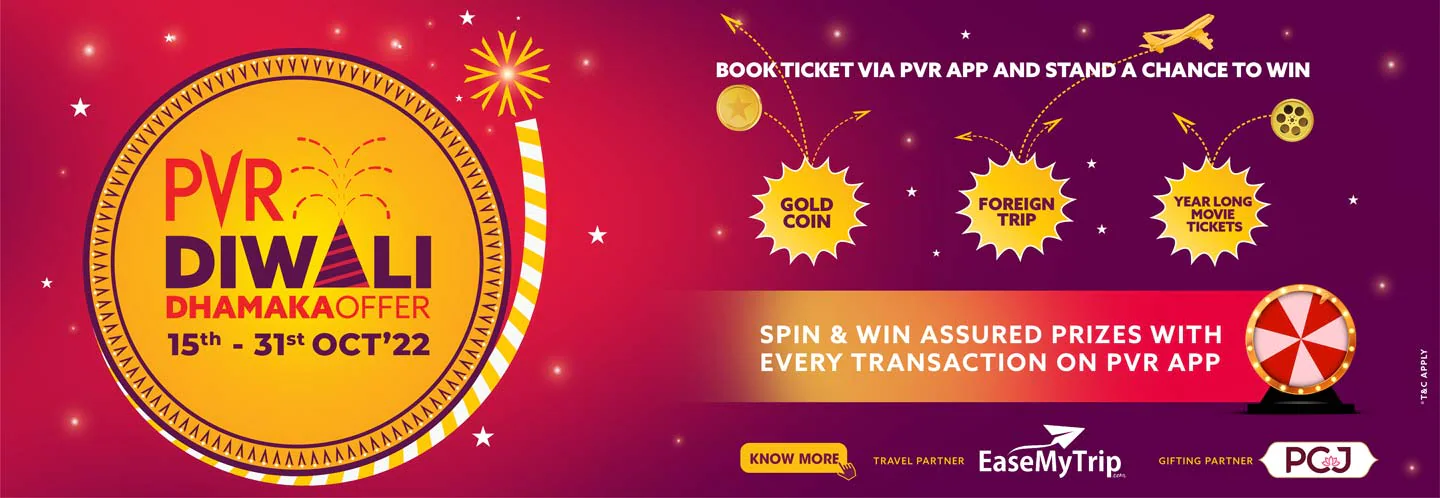 PVR
DIWALI
DHAMAKAOFFER
15th - 31st OCT'22
BOOK TICKET VIA PVR APP AND STAND A CHANCE TO WIN
GOLD
COIN
FOREIGN
TRIP
YEAR LONG
MOVIE
TICKETS
SPIN & WIN ASSURED PRIZES WITH
EVERY TRANSACTION ON PVR APP
KNOW MORE
TRAVEL PARTNER
EaseMyTrip.com
GIFTING PARTNER
PCJ
*T&C APPLY